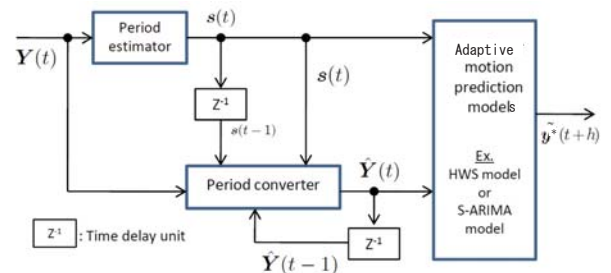 Period
estimator
s(t)
Y(t)
s(t)
Z-1
s(t−1)
Adaptive
motion
prediction
models
Ex.
HWS model
or
S-ARIMA
model
ỹ*(t+h)
Period converter
Ŷ(t)
Z-1 : Time delay unit
Z-1
Ŷ(t−1)